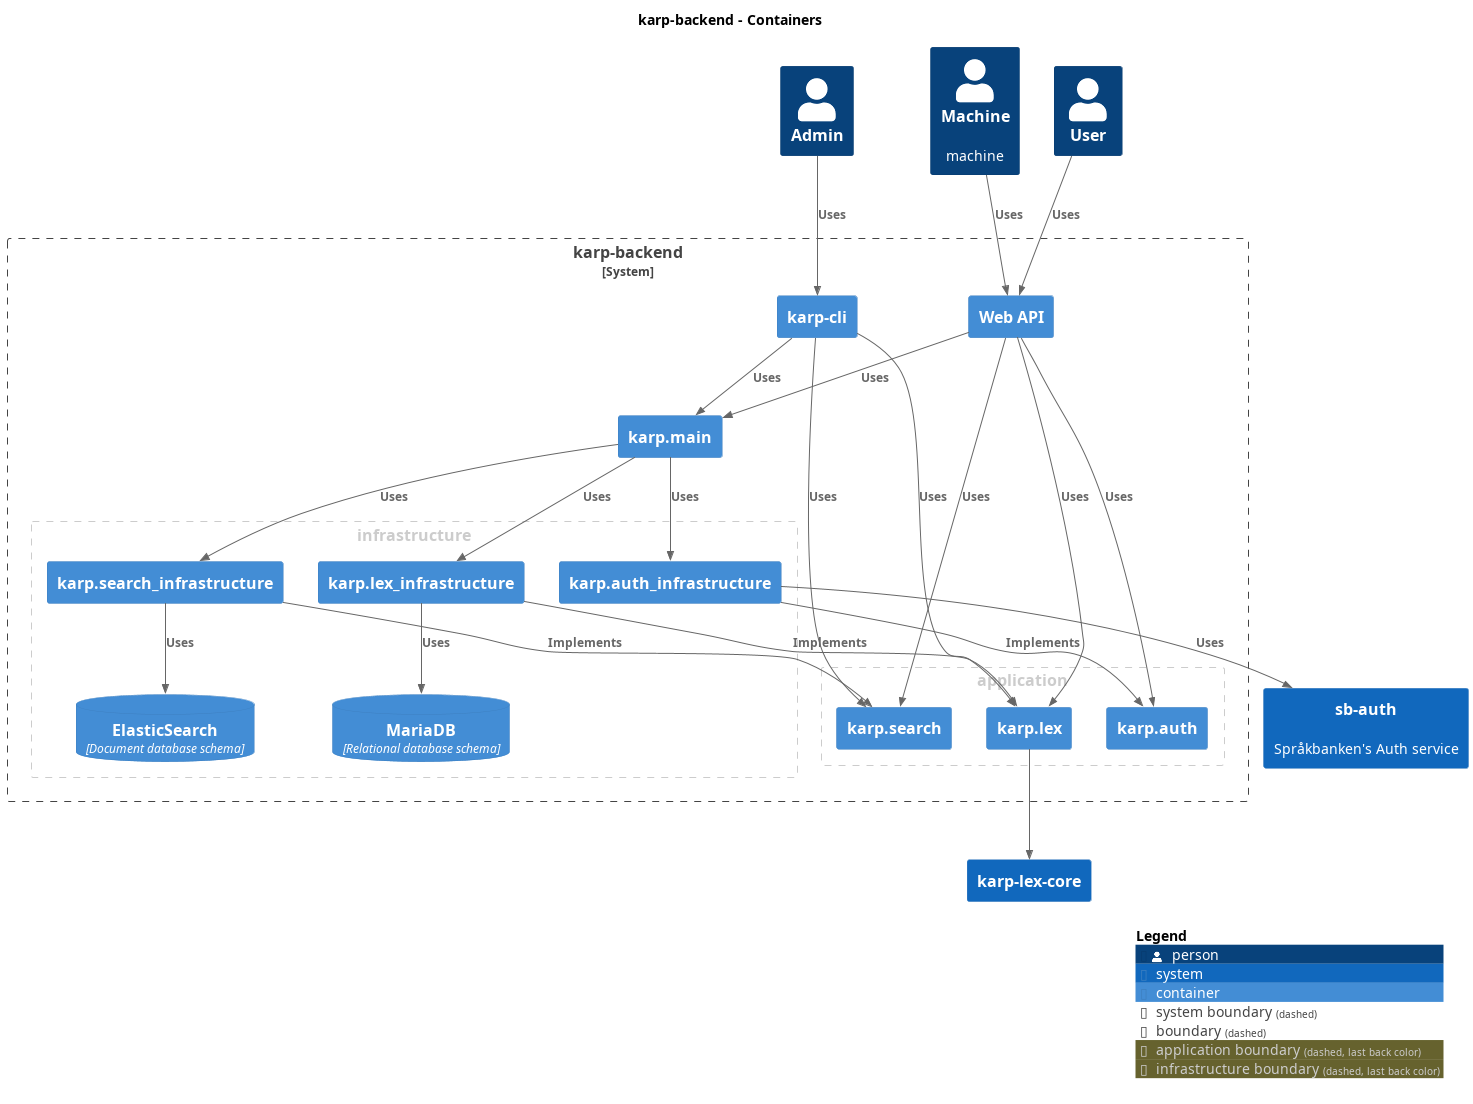 karp-backend - Containers
Admin
Machine
machine
User
Uses
Uses
Uses
karp-backend
[System]
karp-cli
Web API
Uses
Uses
karp.main
Uses
Uses
Uses
Uses
Uses
Uses
Uses
Uses
infrastructure
karp.search_infrastructure
karp.lex_infrastructure
karp.auth_infrastructure
Uses
Uses
Implements
Implements
Implements
Uses
application
ElasticSearch
[Document database schema]
MariaDB
[Relational database schema]
karp.search
karp.lex
karp.auth
sb-auth
Språkbanken's Auth service
karp-lex-core
Legend
person
system
container
system boundary (dashed)
boundary (dashed)
application boundary (dashed, last back color)
infrastructure boundary (dashed, last back color)